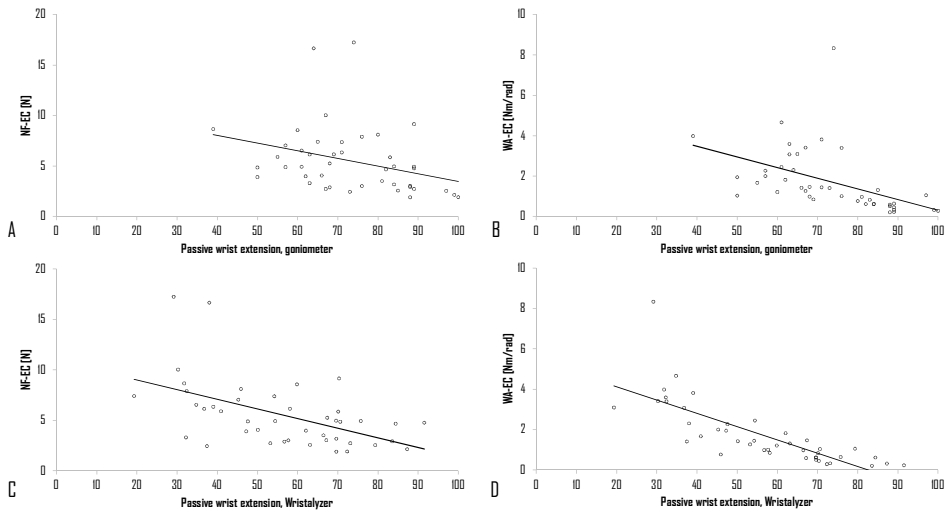 20
15
10
5
0
NF-EC [N]
0 10 20 30 40 50 60 70 80 90 100
A
Passive wrist extension, goniometer
10
8
6
4
2
0
WA-EC [Nm/rad]
0 10 20 30 40 50 60 70 80 90 100
B
Passive wrist extension, goniometer
20
15
10
5
0
NF-EC [N]
0 10 20 30 40 50 60 70 80 90 100
C
Passive wrist extension, Wristalyzer
10
8
6
4
2
0
WA-EC [Nm/rad]
0 10 20 30 40 50 60 70 80 90 100
D
Passive wrist extension, Wristalyzer